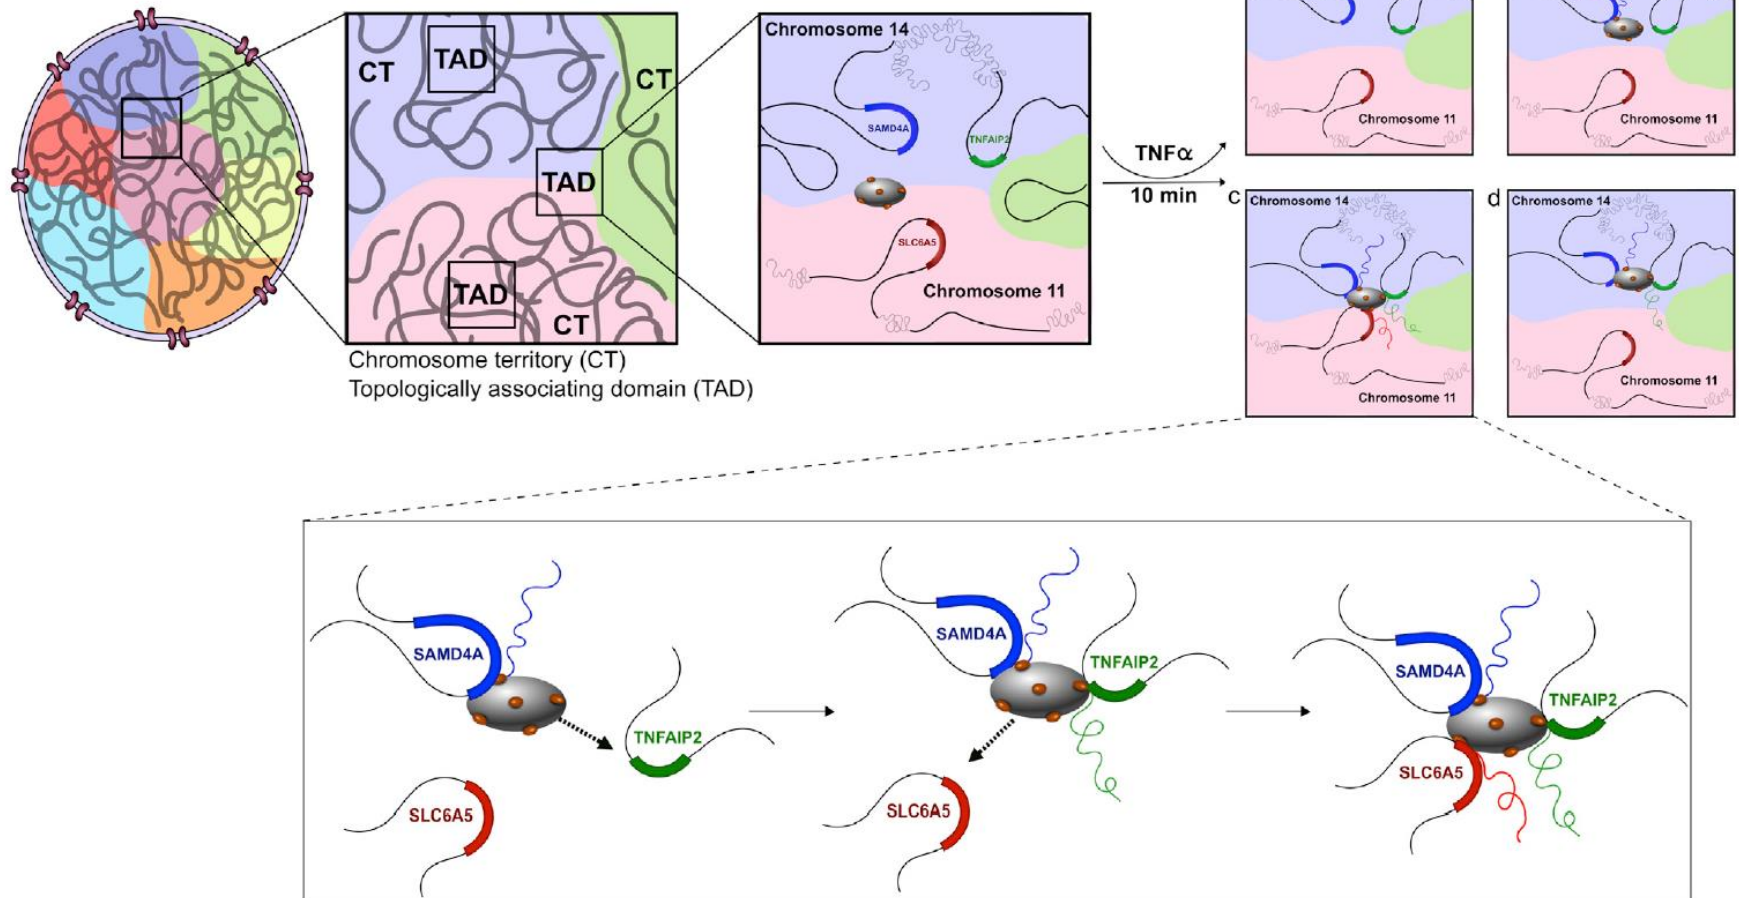 CT
TAD
CT
TAD
TAD
CT
Chromosome territory (CT)
Topologically associating domain (TAD)
Chromosome 14
SAMD4A
TNFAIP2
SLC6A5
Chromosome 11
TNFα
10 min
Chromosome 11
Chromosome 11
c
Chromosome 14
Chromosome 11
d
Chromosome 14
Chromosome 11
SAMD4A
TNFAIP2
SLC6A5
SAMD4A
TNFAIP2
SLC6A5
SAMD4A
TNFAIP2
SLC6A5